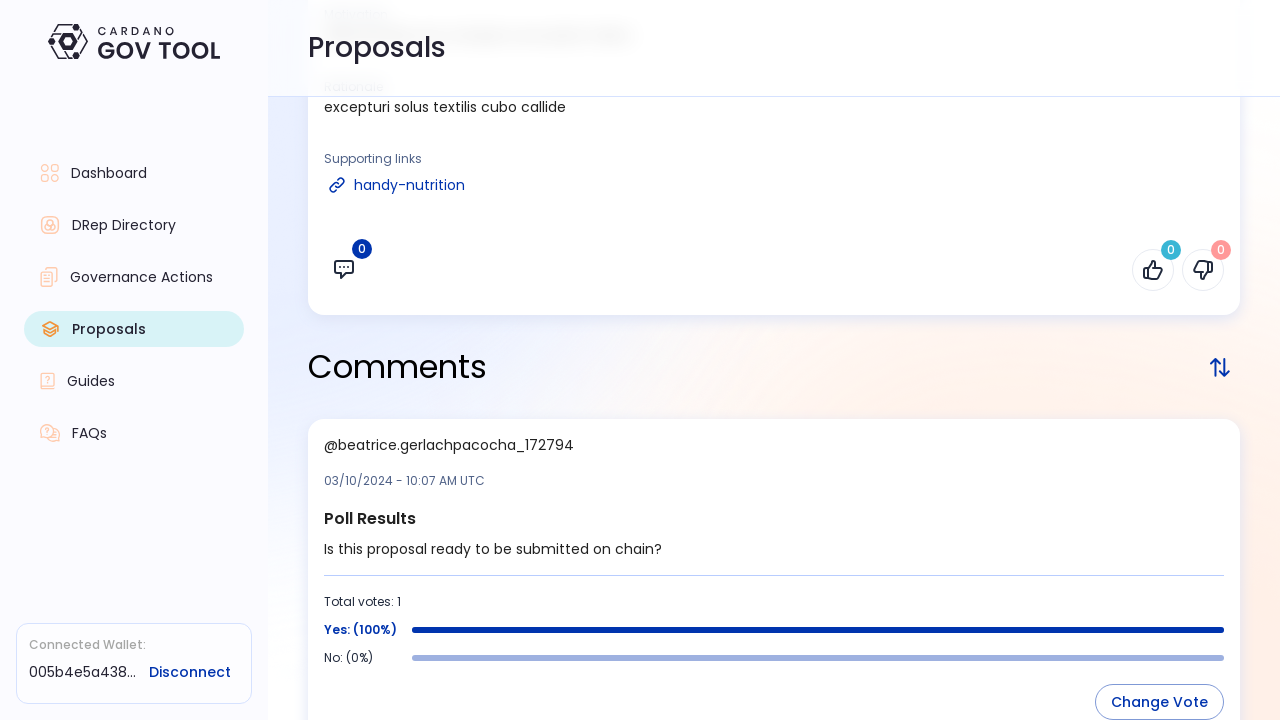 CARDANO
GOV TOOL
Proposals
Dashboard
DRep Directory
Governance Actions
Proposals
Guides
FAQs
Connected Wallet:
005b4e5a438...
Disconnect
excepturi solus textilis cubo callide
Supporting links
handy-nutrition
0
0
0
Comments
@beatrice.gerlachpacocha_172794
03/10/2024 - 10:07 AM UTC
Poll Results
Is this proposal ready to be submitted on chain?
Total votes: 1
Yes: (100%)
No: (0%)
Change Vote